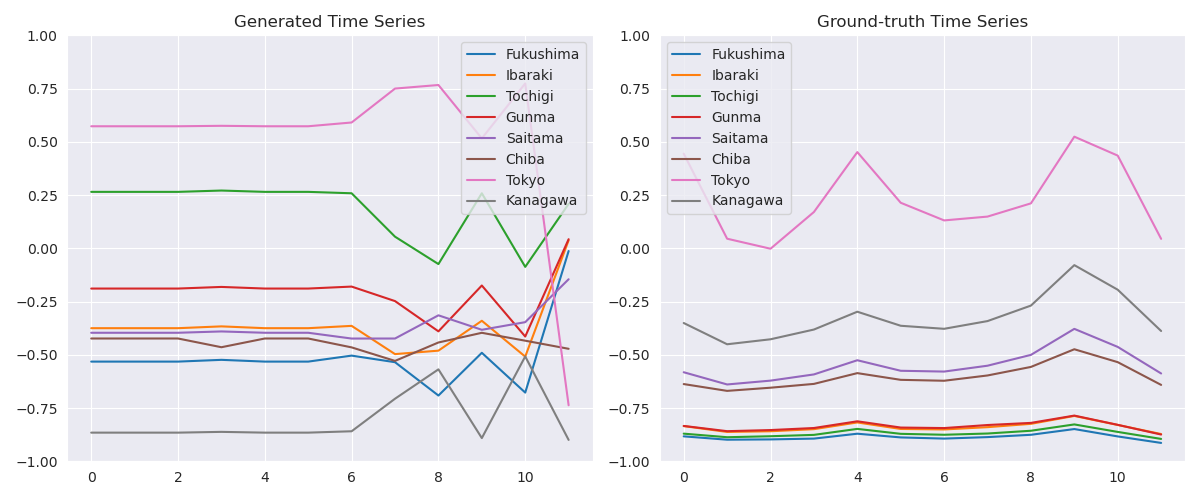 Generated Time Series
1.00
0.75
0.50
0.25
0.00
−0.25
−0.50
−0.75
−1.00
0 2 4 6 8 10
Fukushima
Ibaraki
Tochigi
Gunma
Saitama
Chiba
Tokyo
Kanagawa
Ground-truth Time Series
1.00
0.75
0.50
0.25
0.00
−0.25
−0.50
−0.75
−1.00
0 2 4 6 8 10
Fukushima
Ibaraki
Tochigi
Gunma
Saitama
Chiba
Tokyo
Kanagawa